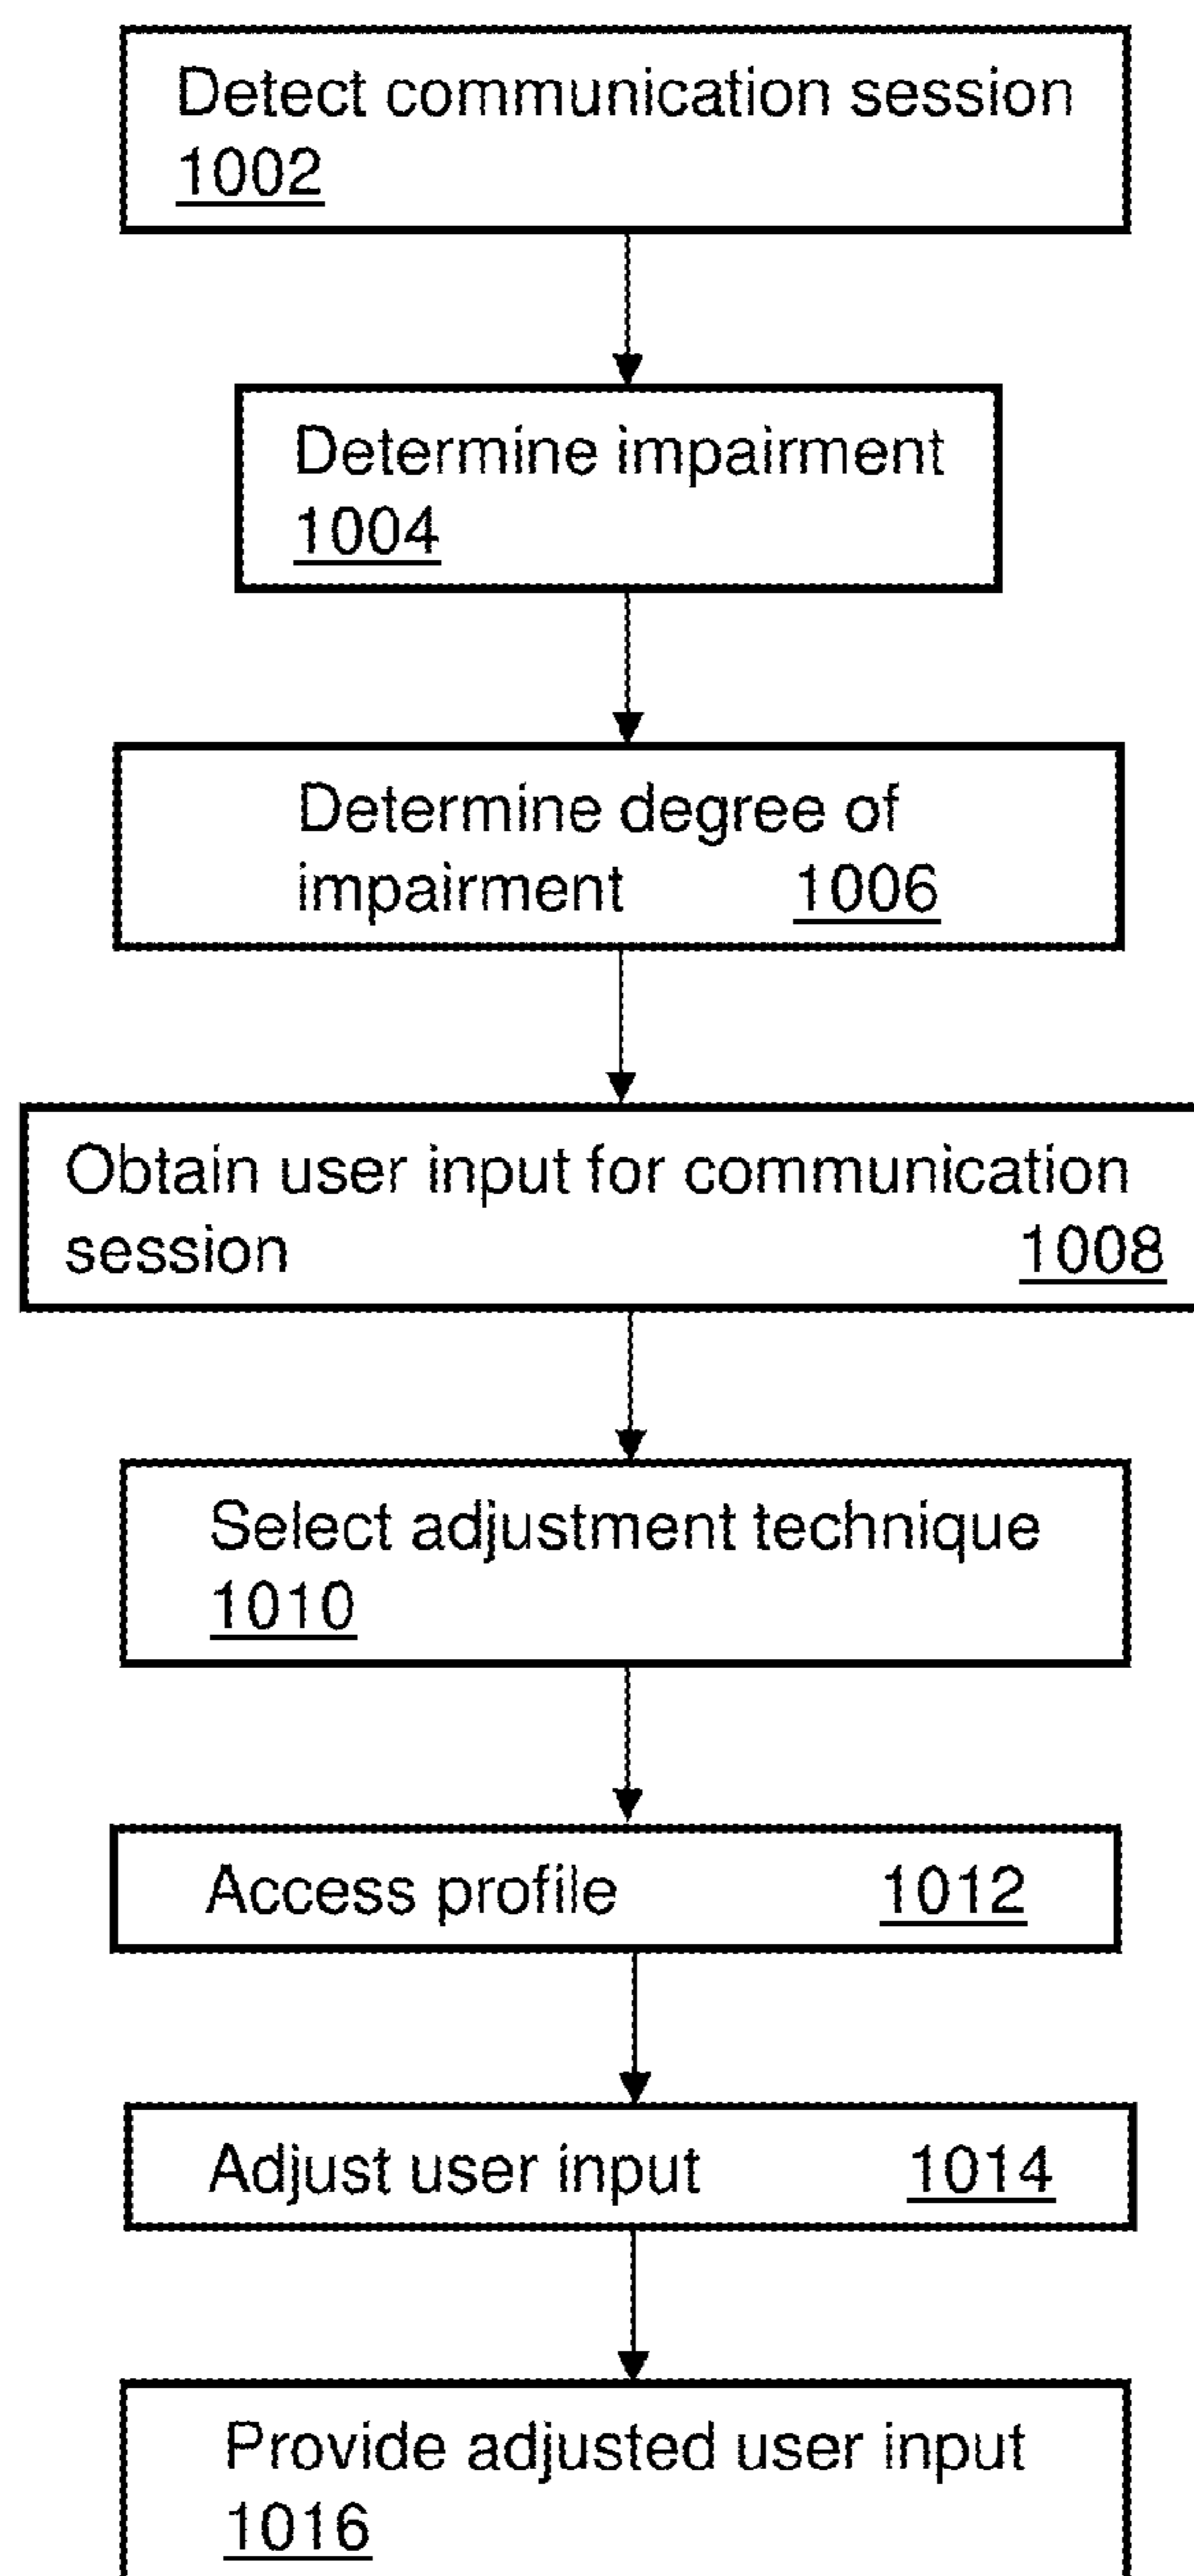 Detect communication session
1002
Determine impairment
1004
Determine degree of
impairment 1006
Obtain user input for communication
session 1008
Select adjustment technique
1010
Access profile 1012
Adjust user input 1014
Provide adjusted user input
1016